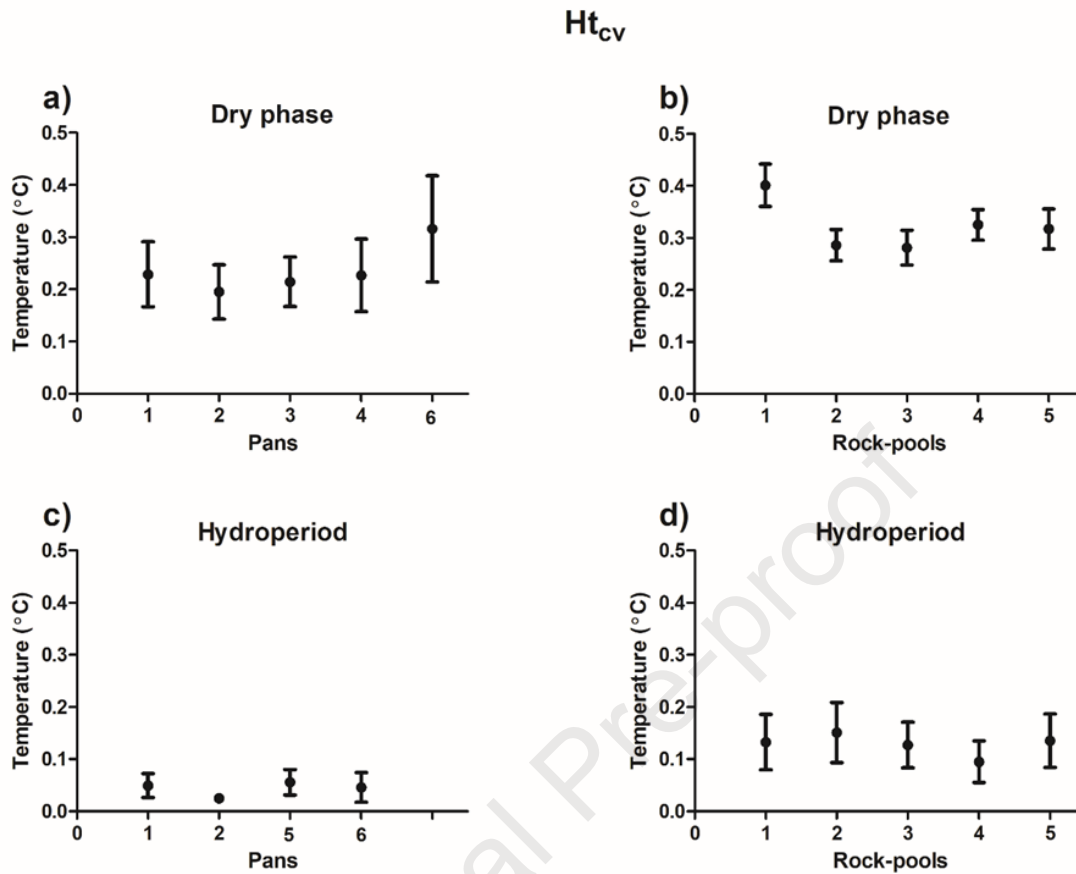 Htcv
a)
Dry phase
Temperature (°C)
0.5
0.4
0.3
0.2
0.1
0.0
0 1 2 3 4 6
Pans
b)
Dry phase
Temperature (°C)
0.5
0.4
0.3
0.2
0.1
0.0
0 1 2 3 4 5
Rock-pools
c)
Hydroperiod
Temperature (°C)
0.5
0.4
0.3
0.2
0.1
0.0
0 1 2 5 6
Pans
d)
Hydroperiod
Temperature (°C)
0.5
0.4
0.3
0.2
0.1
0.0
0 1 2 3 4 5
Rock-pools
al Pre-proof